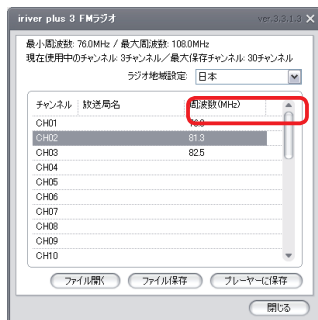 iriver plus 3 FMラジオ ver.3.3.1.3
最小周波数: 76.0MHz / 最大周波数: 108.0MHz
現在使用中のチャンネル: 3チャンネル/最大保存チャンネル: 30チャンネル
ラジオ地域設定: 日本
チャンネル 放送局名 周波数(MHz)
CH01
CH02 81.3
CH03 82.5
CH04
CH05
CH06
CH07
CH08
CH09
CH10
ファイル開く ファイル保存 プレーヤーに保存
閉じる